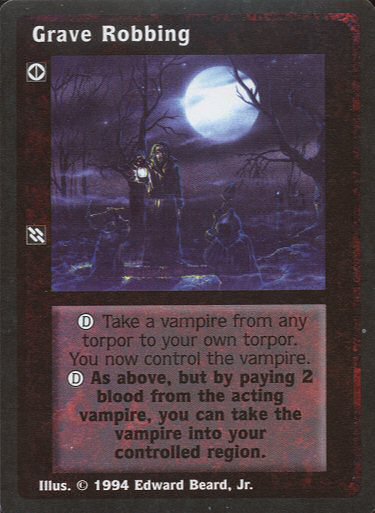 Grave Robbing
D Take a vampire from any
torpor to your own torpor.
You now control the vampire.
D As above, but by paying 2
blood from the acting
vampire, you can take the
vampire into your
controlled region.
Illus. © 1994 Edward Beard, Jr.